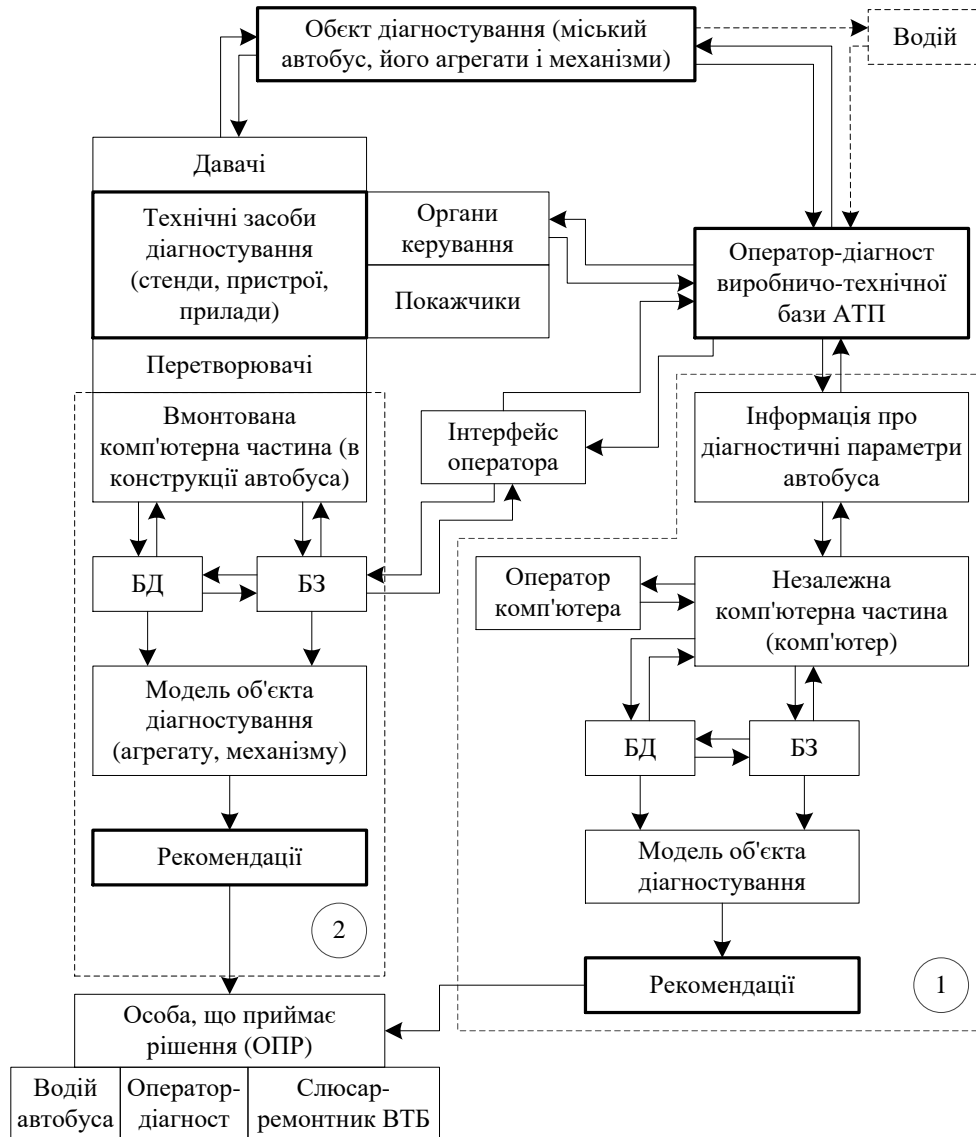 Обєкт діагностування (міський
автобус, його агрегати і механізми)
Водій
Давачі
Технічні засоби
діагностування
(стенди, пристрої,
прилади)
Органи
керування
Покажчики
Оператор-діагност
виробничо-технічної
бази АТП
Перетворювачі
Вмонтована
комп'ютерна частина (в
конструкції автобуса)
Інтерфейс
оператора
Інформація про
діагностичні параметри
автобуса
БД
БЗ
Оператор
комп'ютера
Незалежна
комп'ютерна частина
(комп'ютер)
Модель об'єкта
діагностування
(агрегату, механізму)
БД
БЗ
Рекомендації
Модель об'єкта
діагностування
2
Рекомендації
1
Особа, що приймає
рішення (ОПР)
Водій
автобуса
Оператор-
діагност
Слюсар-
ремонтник ВТБ